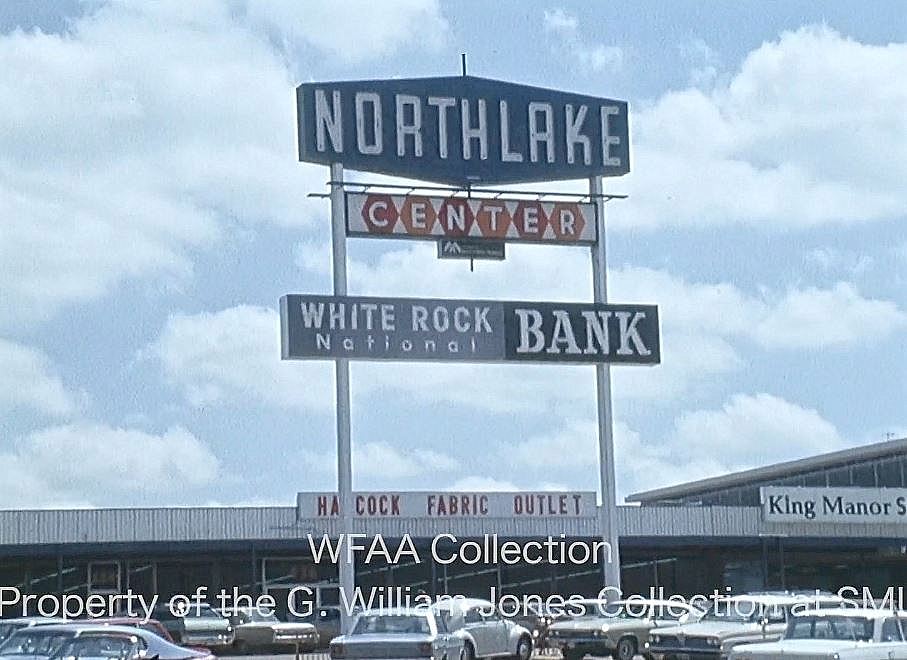 NORTHLAKE
CENTER
WHITE ROCK
National
BANK
HANCOCK FABRIC OUTLET
King Manor S
WFAA Collection
Property of the G. William Jones Collection at SMU